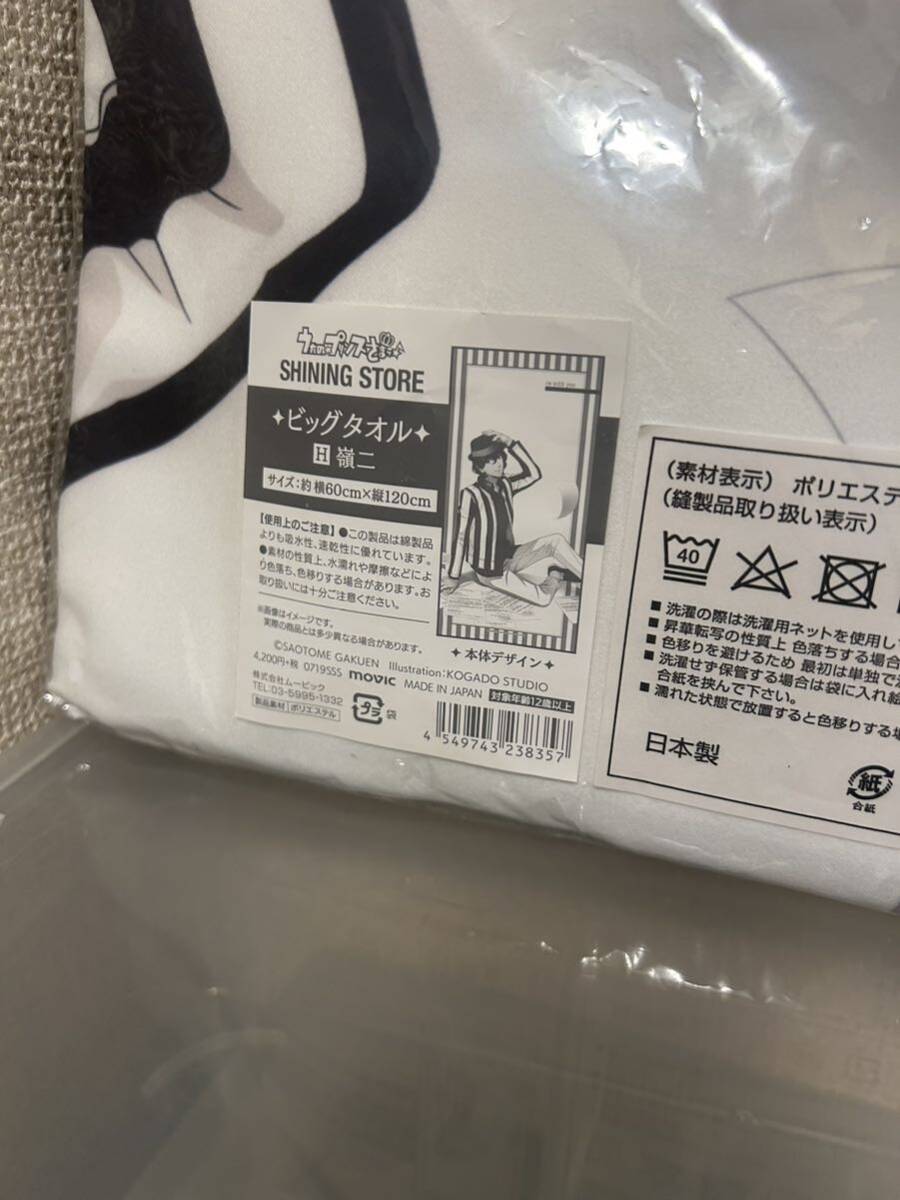 うたの☆プリンスさまっ♪
SHINING STORE
✦ビッグタオル✦
H 嶺二
サイズ:約 横60cm×縦120cm
【使用上のご注意】●この製品は綿製品
よりも吸水性、速乾性に優れています。
●素材の性質上、水濡れや摩擦などによ
り色落ち、色移りする場合があります。お
取り扱いには十分ご注意ください。
※画像はイメージです。
実際の商品とは多少異なる場合があります。
✦本体デザイン✦
©SAOTOME GAKUEN Illustration:KOGADO STUDIO
4,200円+税 0719SSS movic MADE IN JAPAN 対象年齢12歳以上
株式会社ムービック
TEL:03-5995-1332
製品素材 ポリエステル
プラ 袋
4 549743 238357
(素材表示) ポリエステ
(縫製品取り扱い表示)
40
■洗濯の際は洗濯用ネットを使用し
■昇華転写の性質上 色落ちする場合
■色移りを避けるため 最初は単独で
■洗濯せず保管する場合は袋に入れ
合紙を挟んで下さい。
■濡れた状態で放置すると色移りする場
日本製
紙
合紙